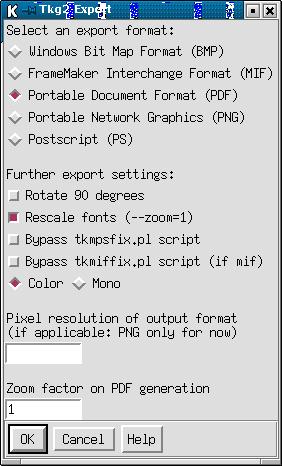 Tkg2 Export
Select an export format:
Windows Bit Map Format (BMP)
FrameMaker Interchange Format (MIF)
Portable Document Format (PDF)
Portable Network Graphics (PNG)
Postscript (PS)
Further export settings:
Rotate 90 degrees
Rescale fonts (--zoom=1)
Bypass tkmpsfix.pl script
Bypass tkmiffix.pl script (if mif)
Color Mono
Pixel resolution of output format
(if applicable: PNG only for now)
Zoom factor on PDF generation
1
OK Cancel Help